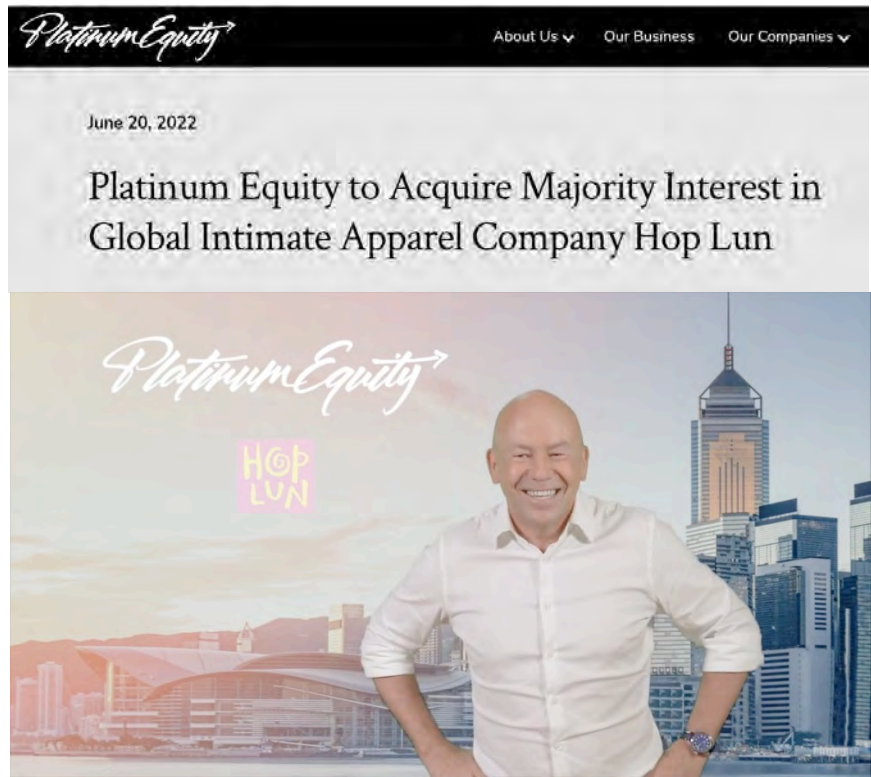 Platinum Equity
About Us
Our Business
Our Companies
June 20, 2022
Platinum Equity to Acquire Majority Interest in
Global Intimate Apparel Company Hop Lun
Platinum Equity
HOP
LUN